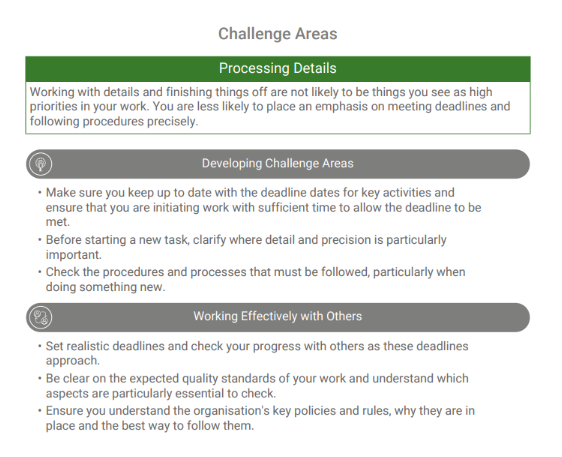 Challenge Areas
Processing Details
Working with details and finishing things off are not likely to be things you see as high
priorities in your work. You are less likely to place an emphasis on meeting deadlines and
following procedures precisely.
Developing Challenge Areas
• Make sure you keep up to date with the deadline dates for key activities and
ensure that you are initiating work with sufficient time to allow the deadline to be
met.
• Before starting a new task, clarify where detail and precision is particularly
important.
• Check the procedures and processes that must be followed, particularly when
doing something new.
Working Effectively with Others
• Set realistic deadlines and check your progress with others as these deadlines
approach.
• Be clear on the expected quality standards of your work and understand which
aspects are particularly essential to check.
• Ensure you understand the organisation's key policies and rules, why they are in
place and the best way to follow them.